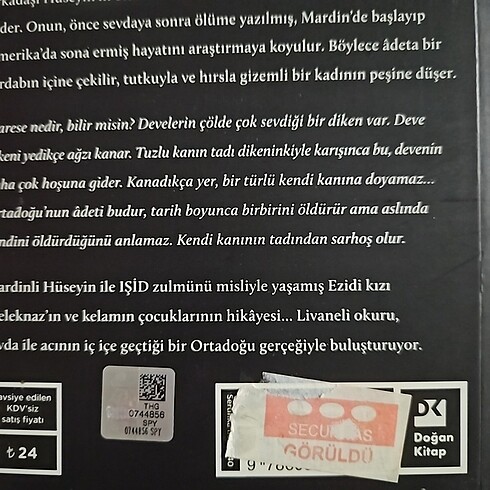 der. Onun, önce sevdaya sonra ölüme yazılmış, Mardin'de başlayıp
merika'da sona ermiş hayatını araştırmaya koyulur. Böylece âdeta bir
rdabın içine çekilir, tutkuyla ve hırsla gizemli bir kadının peşine düşer.
arese nedir, bilir misin? Develerin çölde çok sevdiği bir diken var. Deve
keni yedikçe ağzı kanar. Tuzlu kanın tadı dikeninkiyle karışınca bu, devenin
ha çok hoşuna gider. Kanadıkça yer, bir türlü kendi kanına doyamaz...
rtadoğu'nun âdeti budur, tarih boyunca birbirini öldürür ama aslında
ndini öldürdüğünü anlamaz. Kendi kanının tadından sarhoş olur.
ardinli Hüseyin ile IŞİD zulmünü misliyle yaşamış Ezidi kızı
eleknaz'ın ve kelamın çocuklarının hikâyesi... Livaneli okuru,
vda ile acının iç içe geçtiği bir Ortadoğu gerçeğiyle buluşturuyor.
avsiye edilen
KDV'siz
satış fiyatı
₺ 24
THG
0744856
SPY
0744856 SPY
SECURITAS
GÖRÜLDÜ
DK
Doğan
Kitap